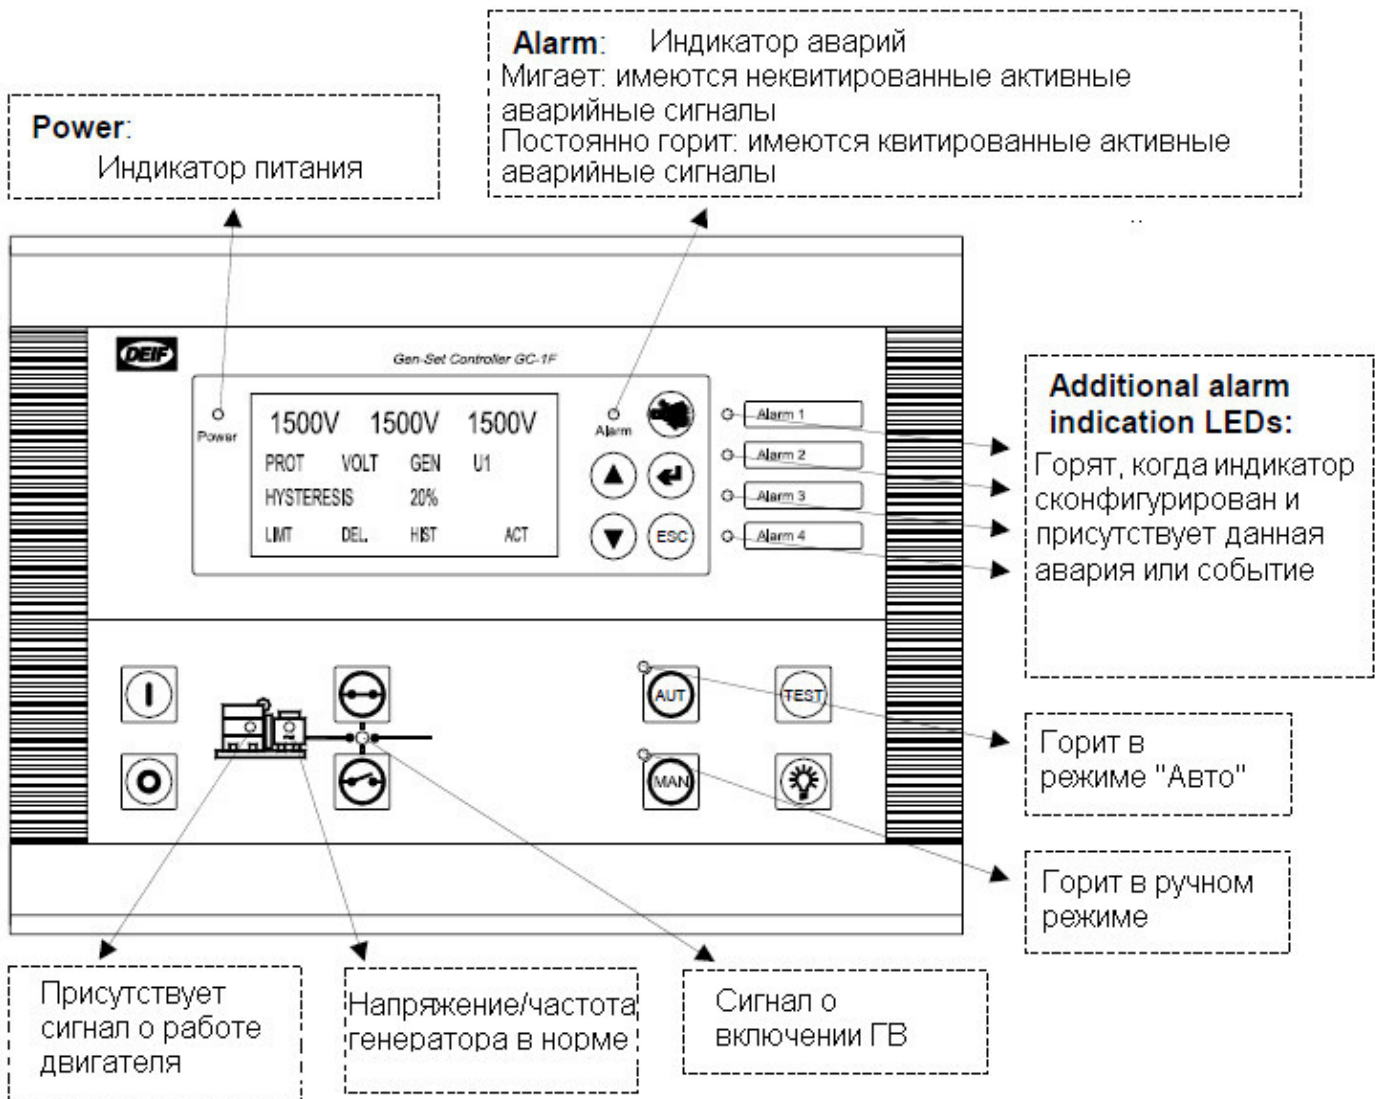 Alarm: Индикатор аварий
Мигает: имеются неквитированные активные
аварийные сигналы
Постоянно горит: имеются квитированные активные
аварийные сигналы
Power:
Индикатор питания
DEIF
Gen-Set Controller GC-1F
Power
1500V 1500V 1500V
PROT VOLT GEN U1
HYSTERESIS 20%
LIMT DEL. HIST ACT
Alarm
ESC
Alarm 1
Alarm 2
Alarm 3
Alarm 4
Additional alarm
indication LEDs:
Горят, когда индикатор
сконфигурирован и
присутствует данная
авария или событие
AUT
TEST
MAN
Горит в
режиме "Авто"
Горит в ручном
режиме
Присутствует
сигнал о работе
двигателя
Напряжение/частота
генератора в норме
Сигнал о
включении ГВ